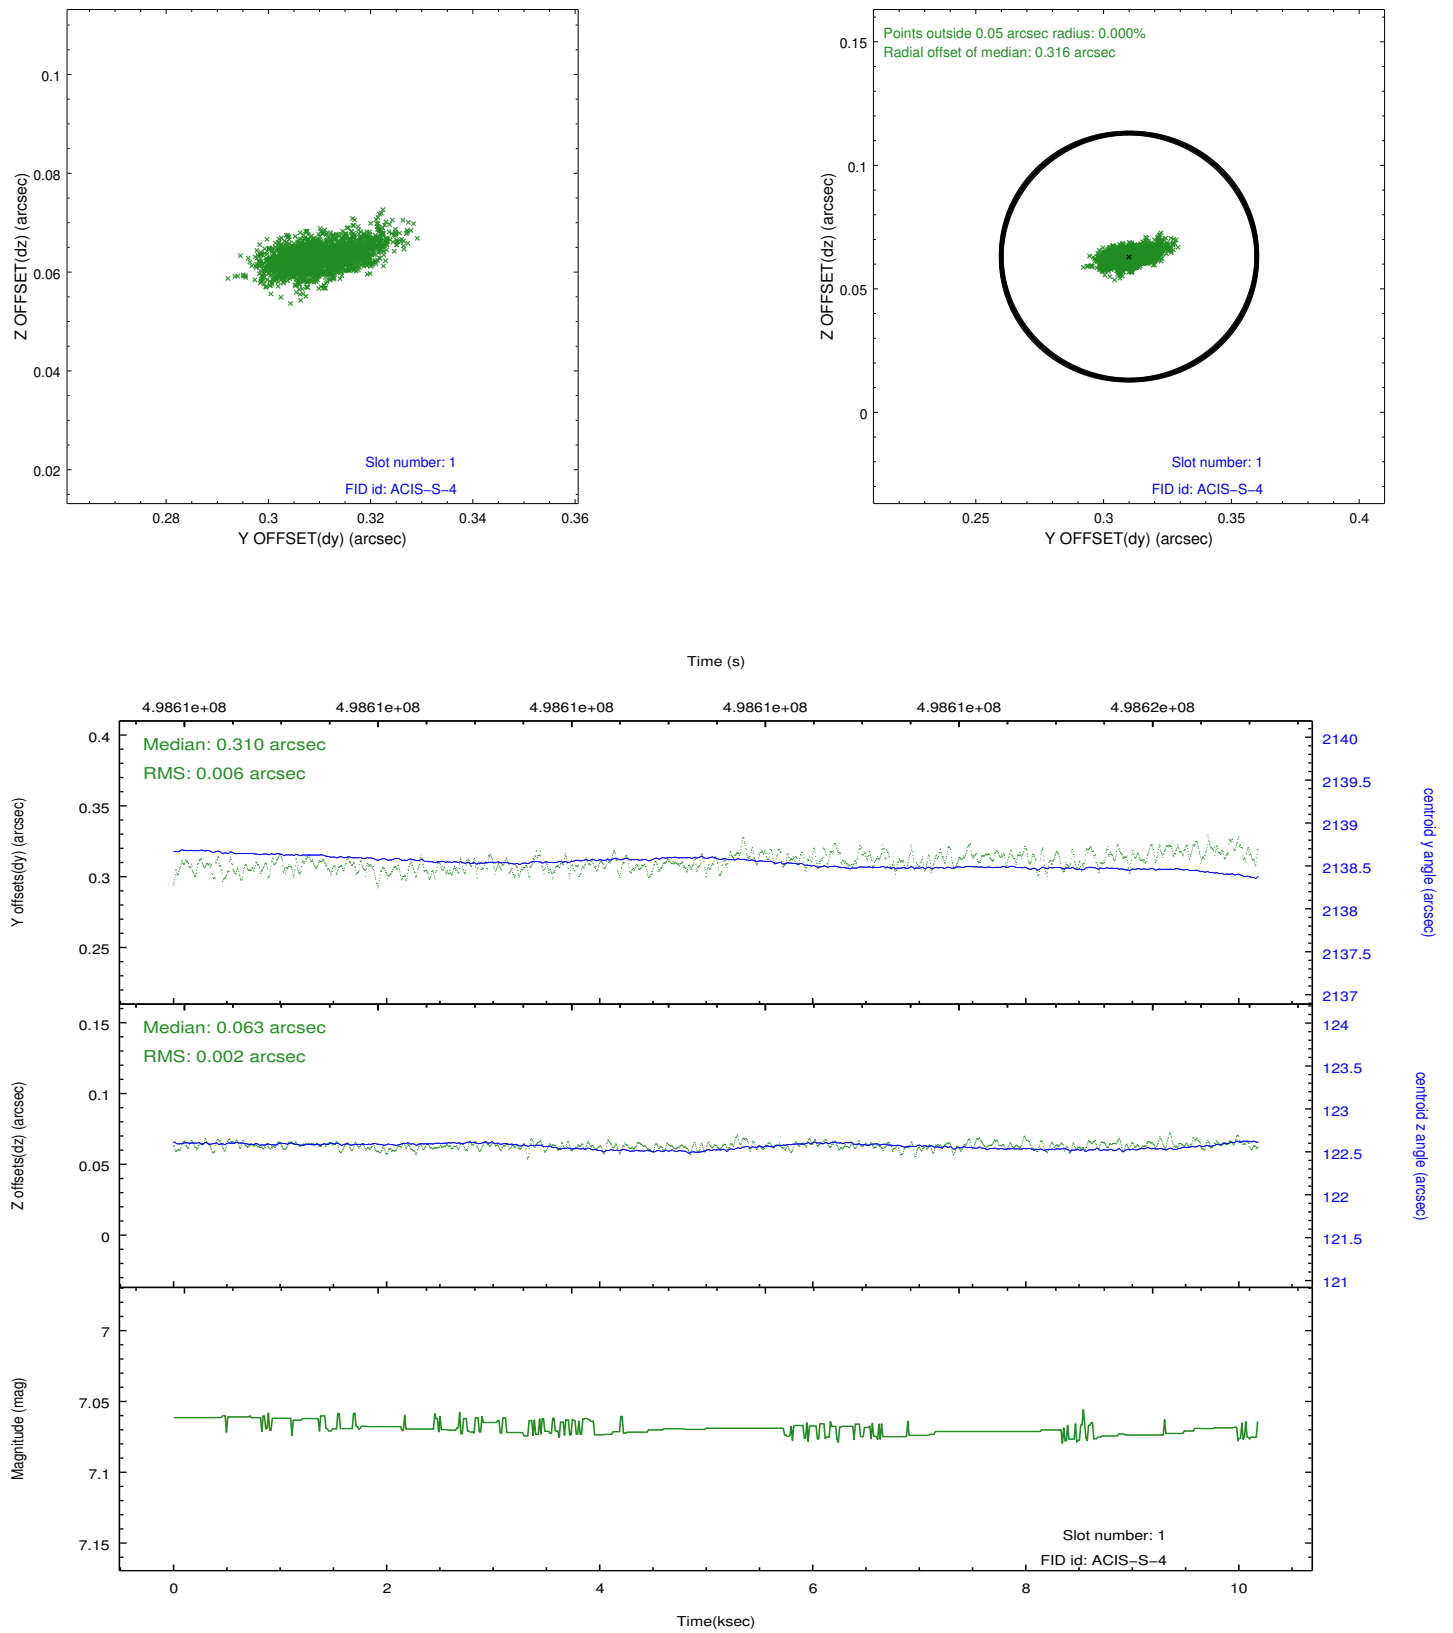 0.1
0.08
0.06
0.04
0.02
Z OFFSET(dz) (arcsec)
Slot number: 1
FID id: ACIS−S−4
0.28
0.3
0.32
0.34
0.36
Y OFFSET(dy) (arcsec)
Points outside 0.05 arcsec radius: 0.000%
Radial offset of median: 0.316 arcsec
0.15
0.1
0.05
0
Z OFFSET(dz) (arcsec)
Slot number: 1
FID id: ACIS−S−4
0.25
0.3
0.35
0.4
Y OFFSET(dy) (arcsec)
Time (s)
4.9861e+08
4.9861e+08
4.9861e+08
4.9861e+08
4.9861e+08
4.9862e+08
Median: 0.310 arcsec
RMS: 0.006 arcsec
0.4
0.35
0.3
0.25
Y offsets(dy) (arcsec)
2140
2139.5
2139
2138.5
2138
2137.5
2137
centroid y angle (arcsec)
Median: 0.063 arcsec
RMS: 0.002 arcsec
0.15
0.1
0.05
0
Z offsets(dz) (arcsec)
124
123.5
123
122.5
122
121.5
121
centroid z angle (arcsec)
7
7.05
7.1
7.15
Magnitude (mag)
Slot number: 1
FID id: ACIS−S−4
0
2
4
6
8
10
Time(ksec)